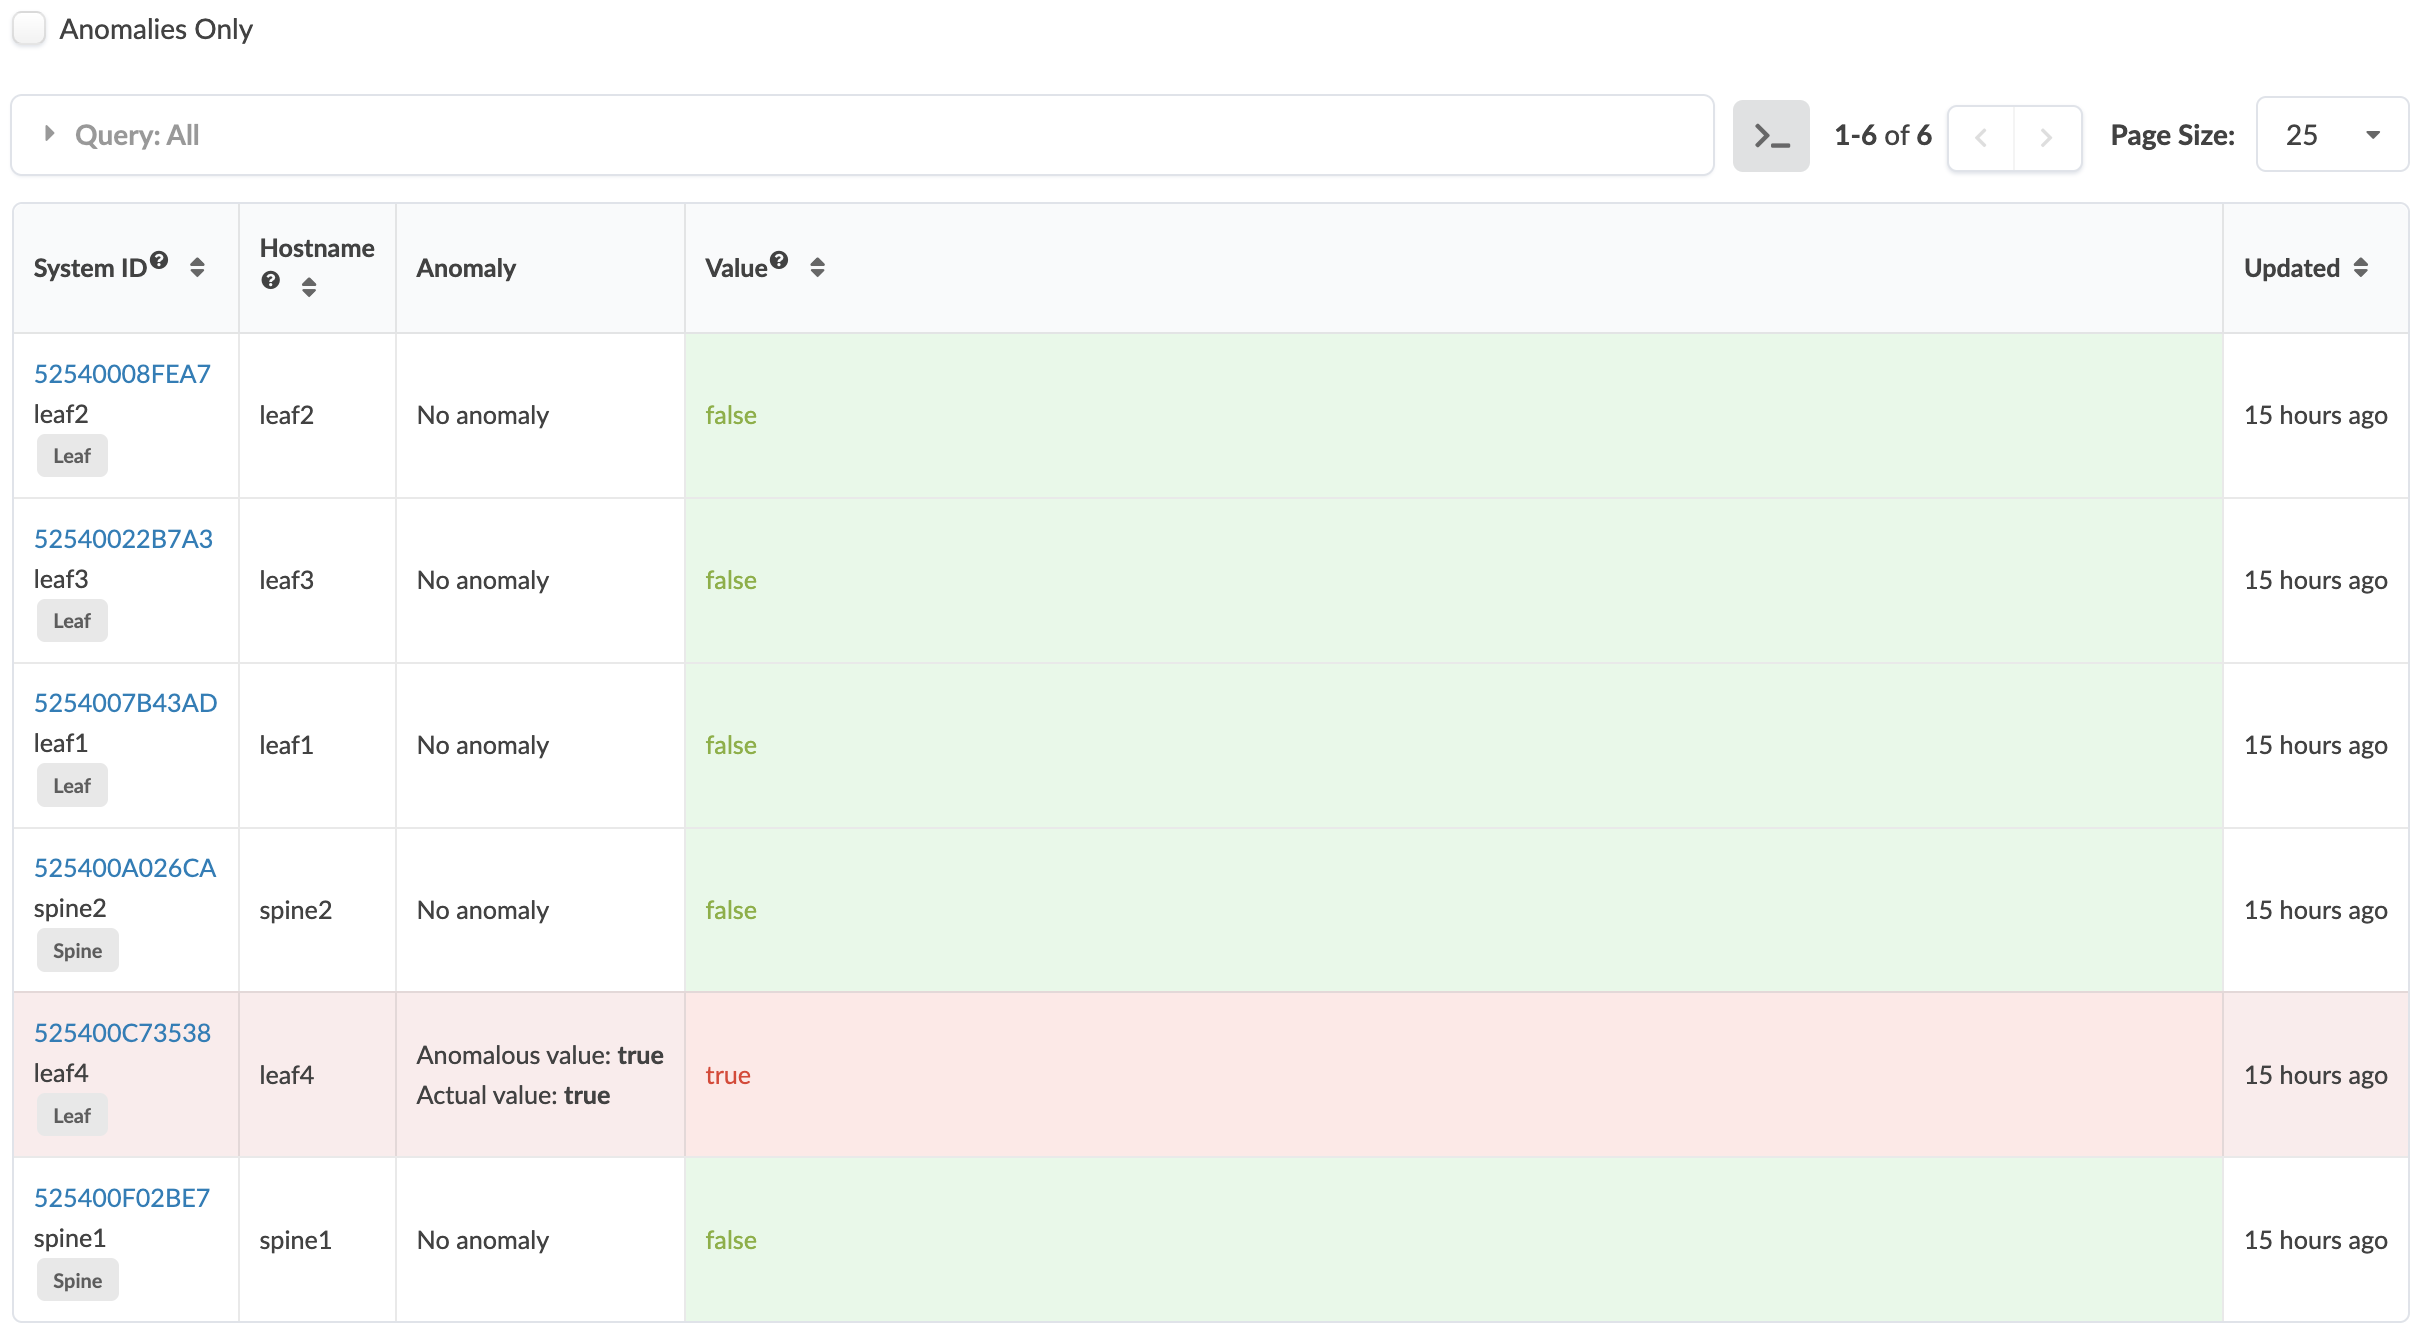 Anomalies Only
Query: All
1-6 of 6
Page Size:
25
System ID
Hostname
Anomaly
Value
Updated
52540008FEA7
leaf2
Leaf
leaf2
No anomaly
false
15 hours ago
52540022B7A3
leaf3
Leaf
leaf3
No anomaly
false
15 hours ago
5254007B43AD
leaf1
Leaf
leaf1
No anomaly
false
15 hours ago
525400A026CA
spine2
Spine
spine2
No anomaly
false
15 hours ago
525400C73538
leaf4
Leaf
leaf4
Anomalous value: true
Actual value: true
true
15 hours ago
525400F02BE7
spine1
Spine
spine1
No anomaly
false
15 hours ago